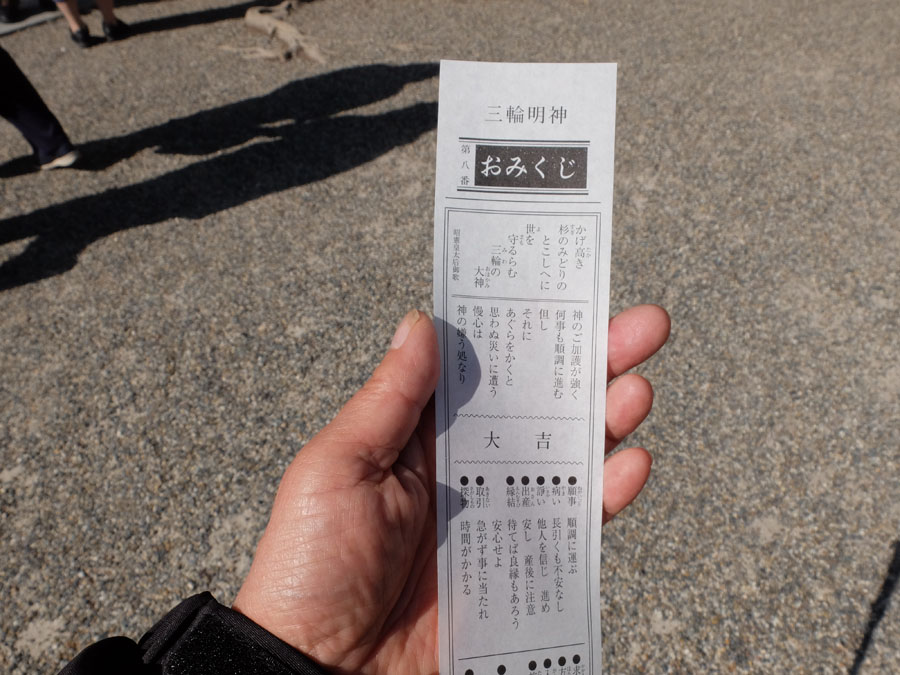 三輪明神
第八番
おみくじ
かげ高き
杉のみどりの
とこしへに
世を
守るらむ
三輪の
大神
昭憲皇太后御歌
神のご加護が強く
何事も順調に進む
但し
それに
あぐらをかくと
思わぬ災いに遭う
慢心は
神の嫌う処なり
大吉
●願事 順調に運ぶ
●病い 長引くも不安なし
●諍い 他人を信じ 進め
●出産 安し 産後に注意
●縁結 待てば良縁もあろう
安心せよ
●取引 急がず事に当たれ
●探物 時間がかかる